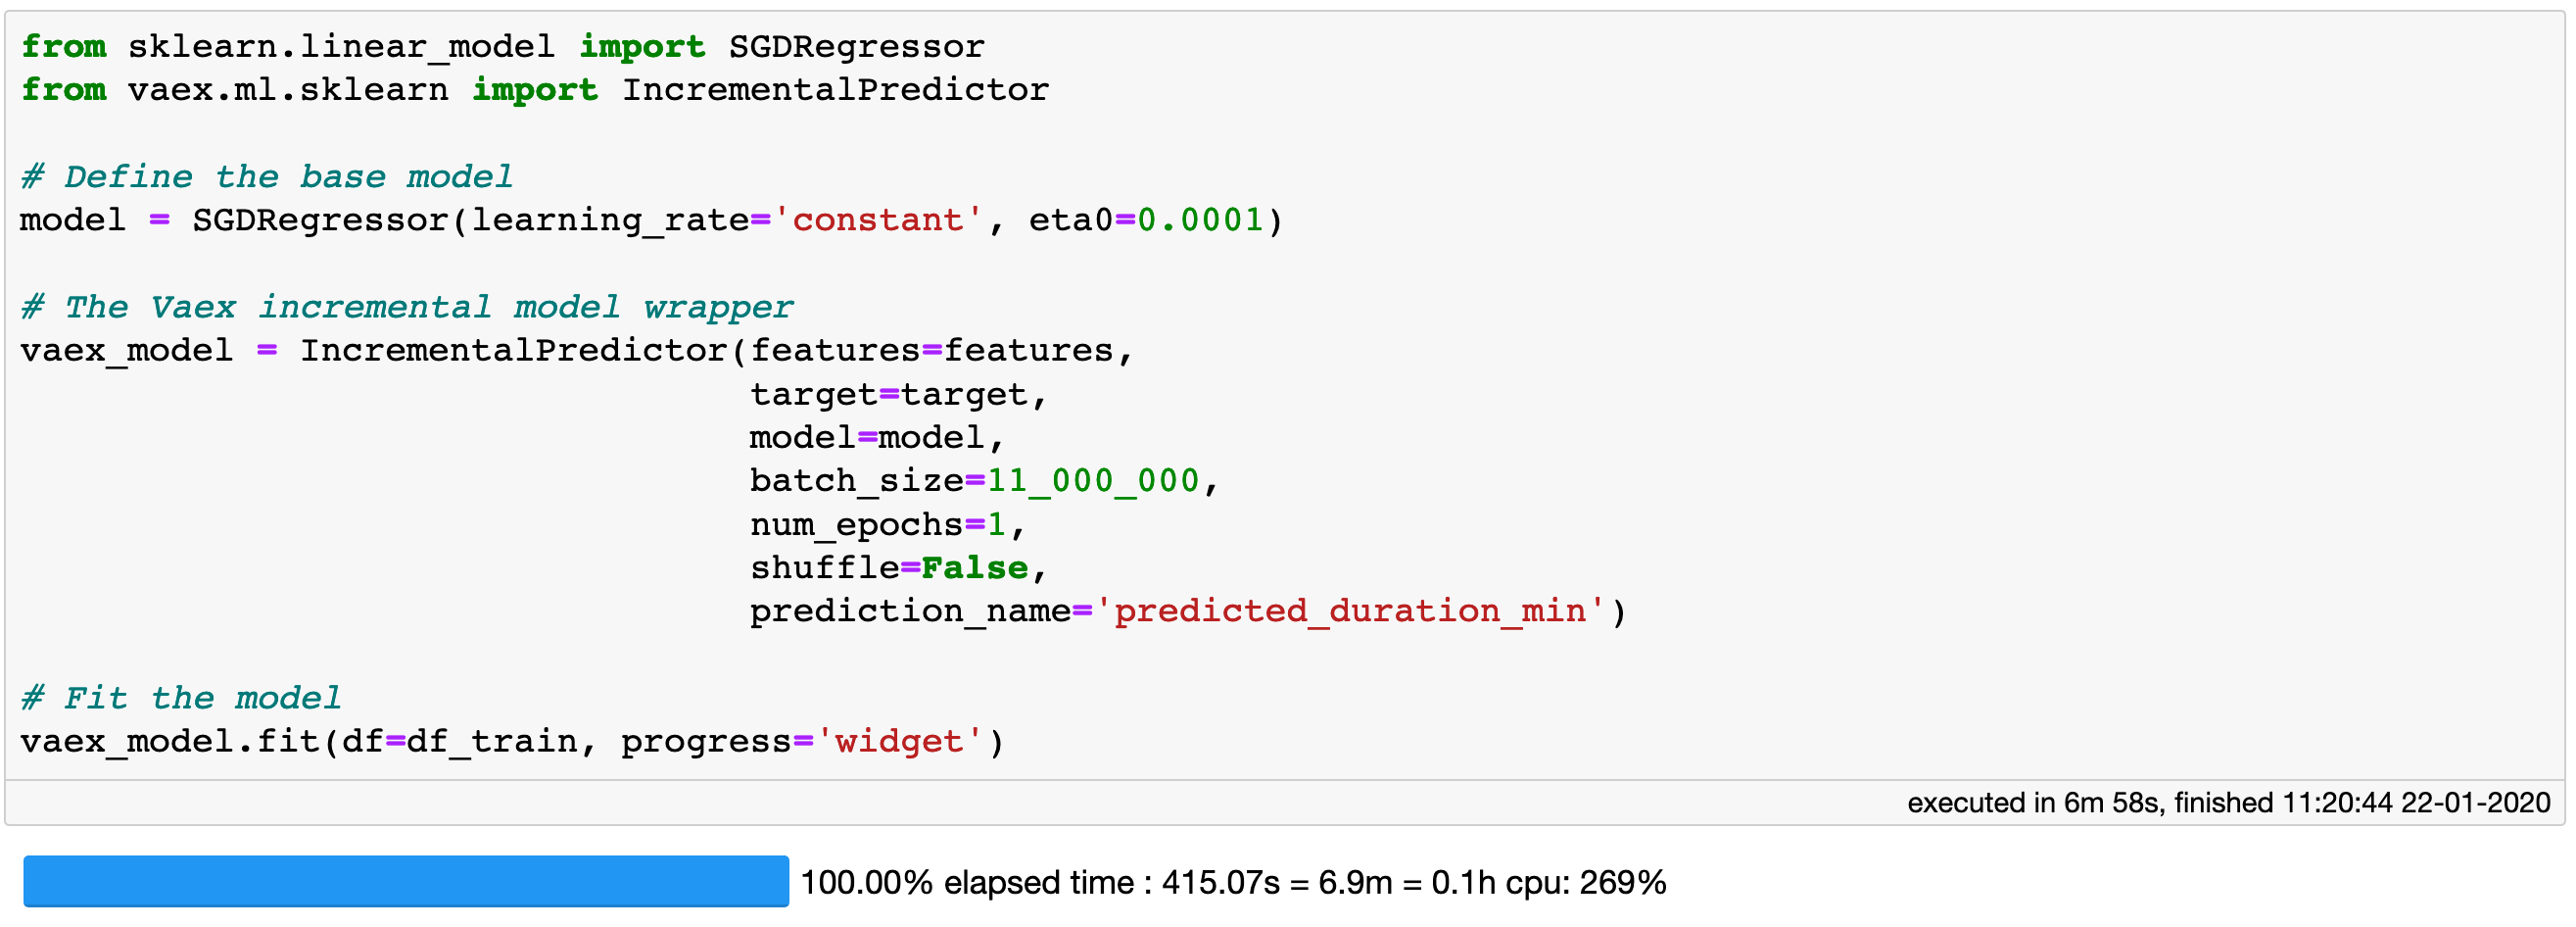 from sklearn.linear_model import SGDRegressor
from vaex.ml.sklearn import IncrementalPredictor

# Define the base model
model = SGDRegressor(learning_rate='constant', eta0=0.0001)

# The Vaex incremental model wrapper
vaex_model = IncrementalPredictor(features=features,
                                  target=target,
                                  model=model,
                                  batch_size=11_000_000,
                                  num_epochs=1,
                                  shuffle=False,
                                  prediction_name='predicted_duration_min')

# Fit the model
vaex_model.fit(df=df_train, progress='widget')
executed in 6m 58s, finished 11:20:44 22-01-2020
100.00% elapsed time : 415.07s = 6.9m = 0.1h cpu: 269%